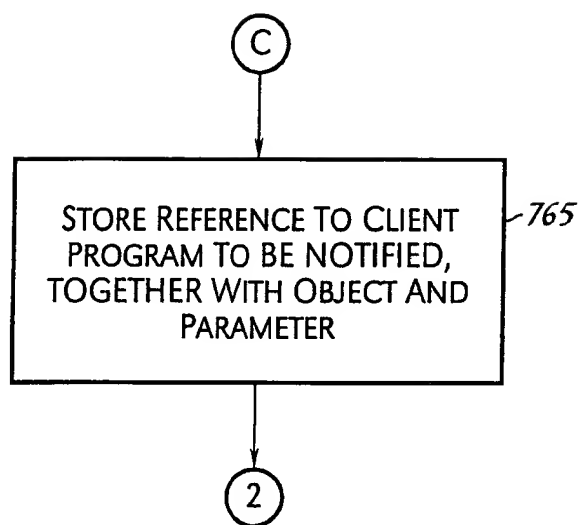 C
STORE REFERENCE TO CLIENT
PROGRAM TO BE NOTIFIED,
TOGETHER WITH OBJECT AND
PARAMETER
765
2